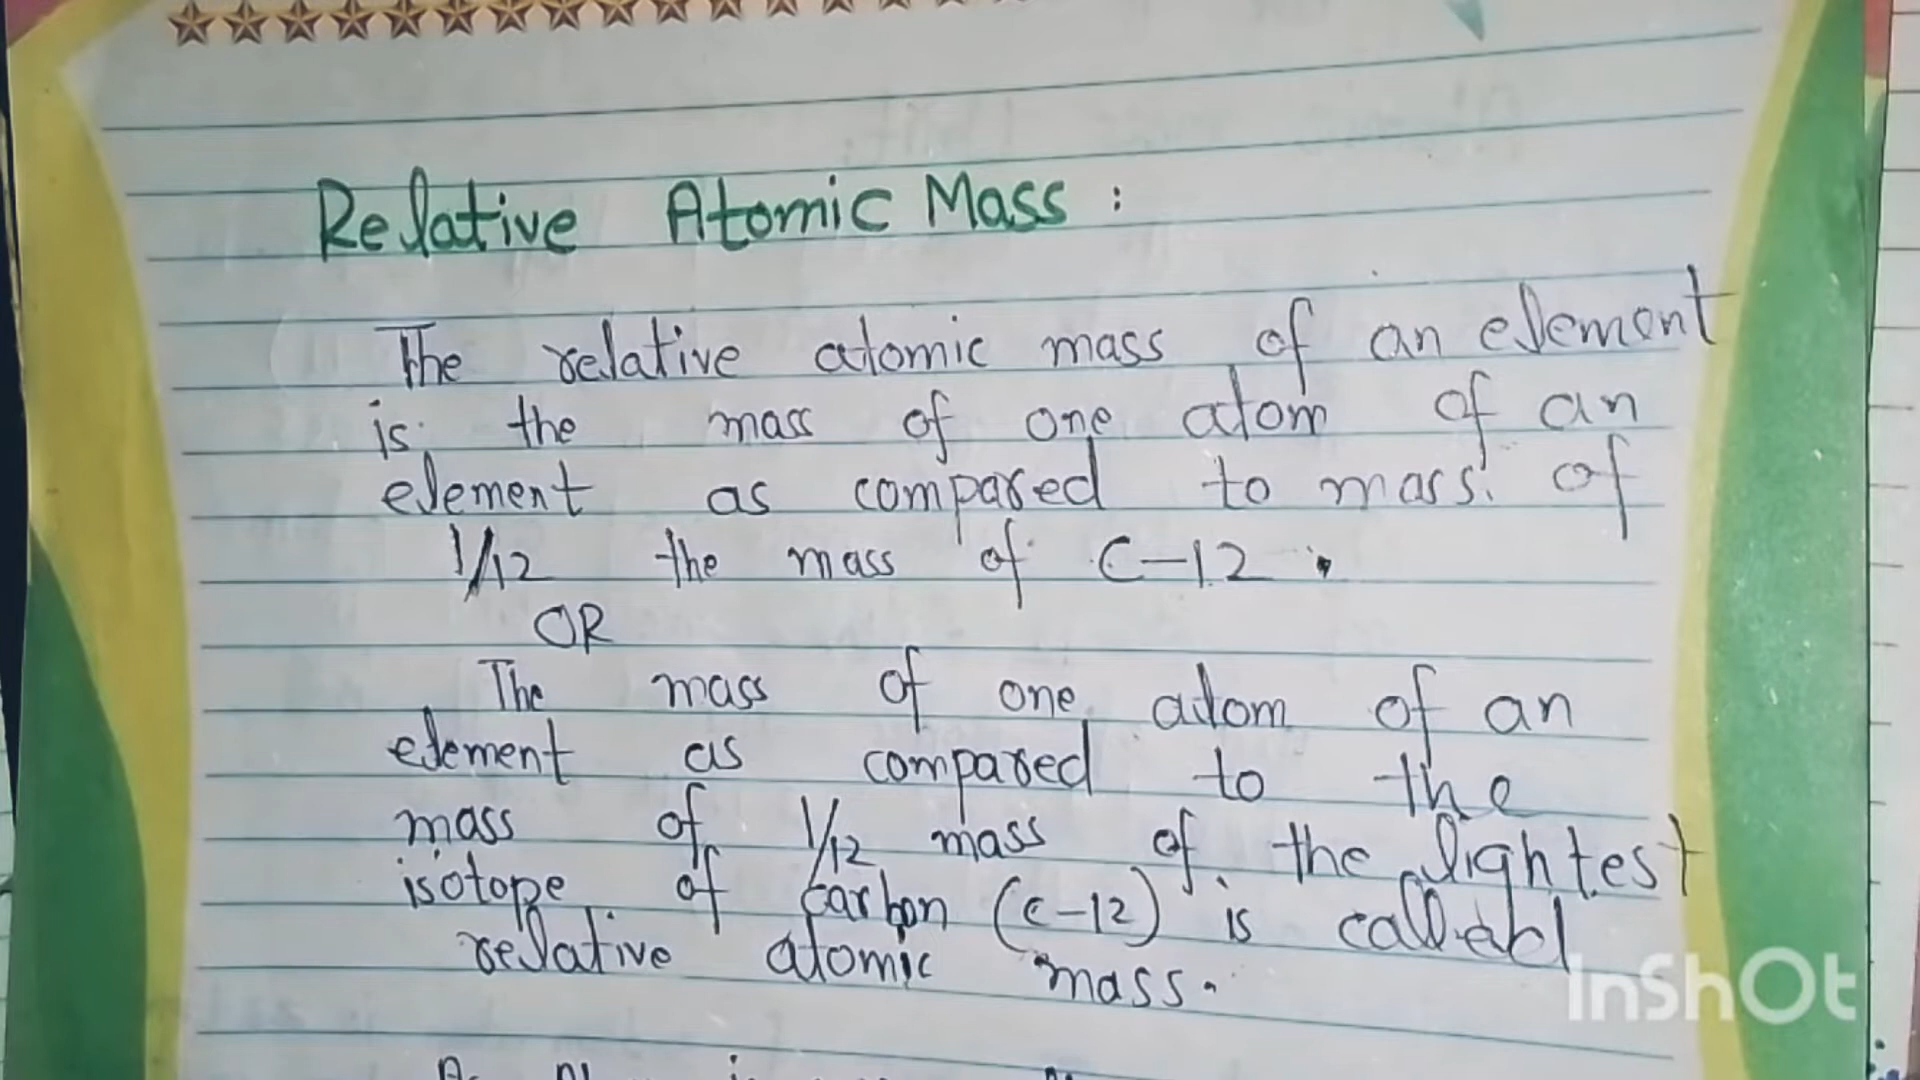 Relative Atomic Mass :
The relative atomic mass of an element
is the mass of one atom of an
element as compared to mass of
1/12 the mass of C-12.
OR
The mass of one atom of an
element as compared to the
mass of 1/12 mass of the lightest
isotope of carbon (c-12) is called
relative atomic mass.
InShOt